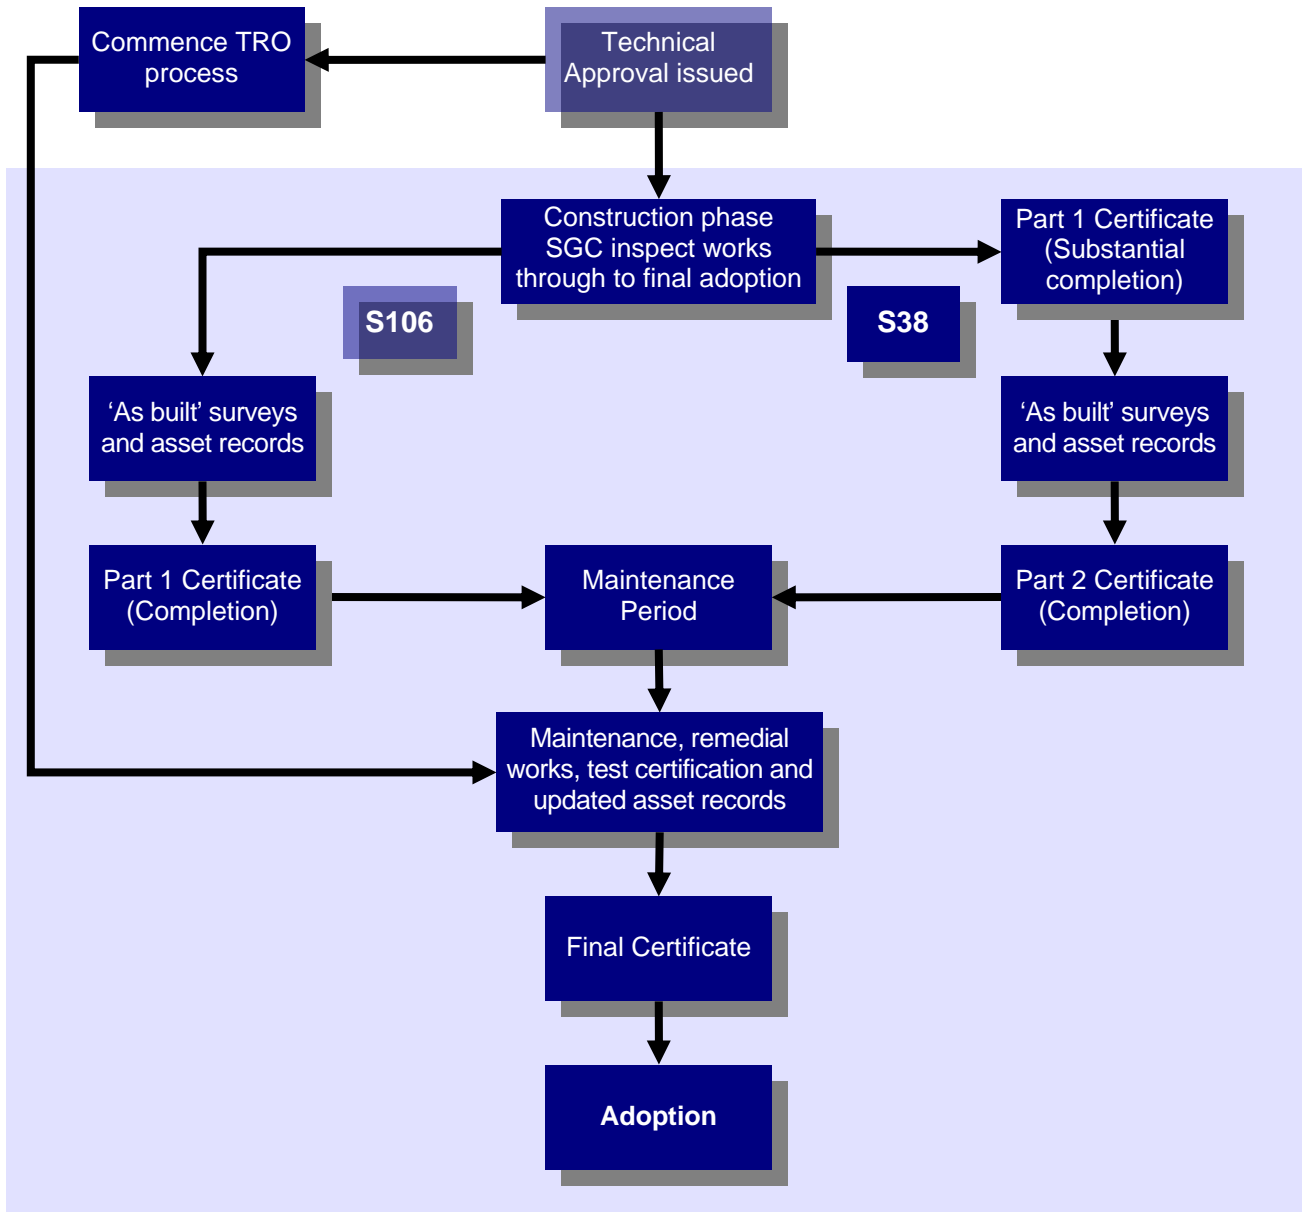 Commence TRO
process
Technical
Approval issued
Construction phase
SGC inspect works
through to final adoption
Part 1 Certificate
(Substantial
completion)
S106
S38
‘As built’ surveys
and asset records
‘As built’ surveys
and asset records
Part 1 Certificate
(Completion)
Maintenance
Period
Part 2 Certificate
(Completion)
Maintenance, remedial
works, test certification and
updated asset records
Final Certificate
Adoption